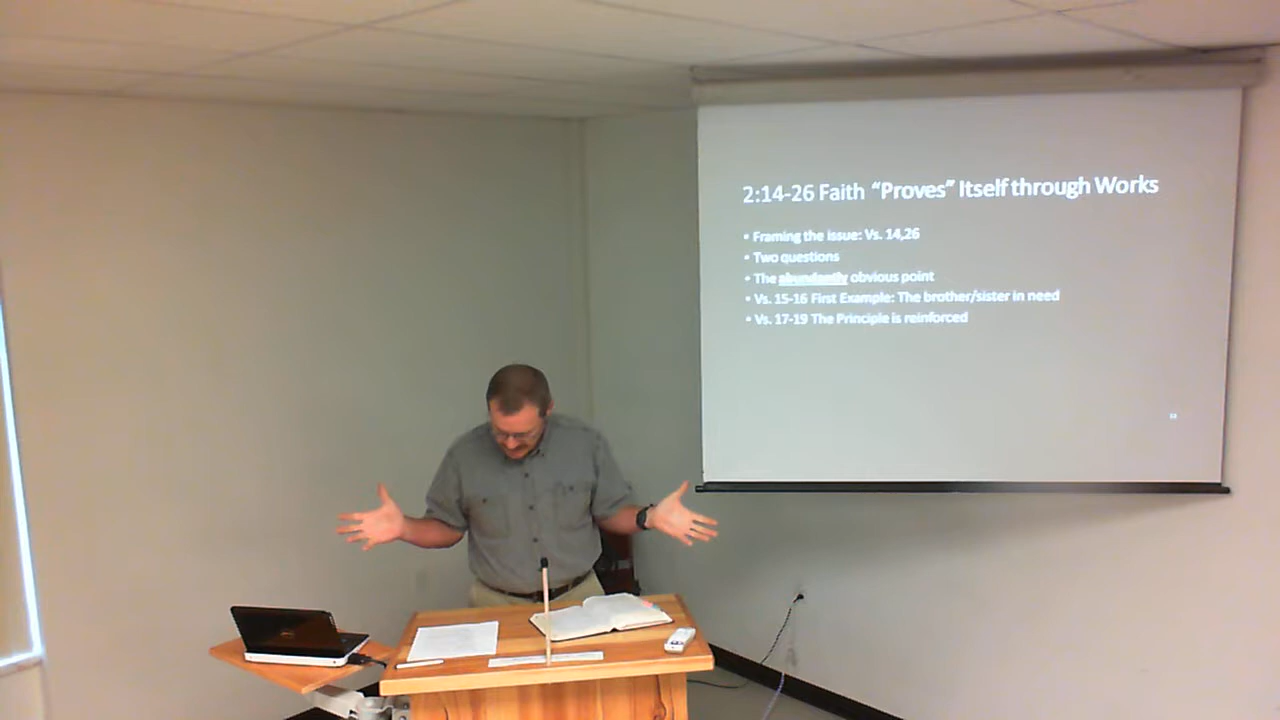 2:14-26 Faith “Proves” Itself through Works
• Framing the issue: Vs. 14,26
• Two questions
• The abundantly obvious point
• Vs. 15-16 First Example: The brother/sister in need
• Vs. 17-19 The Principle is reinforced